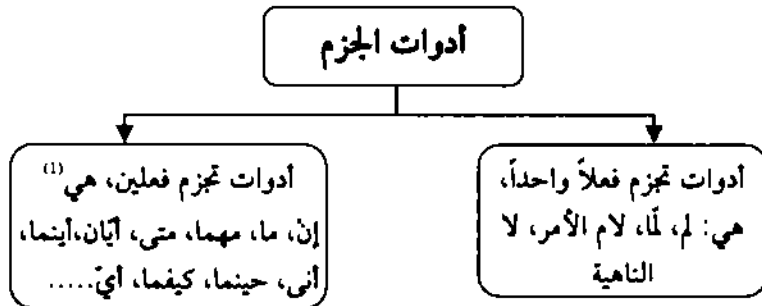 أدوات الجزم
أدوات تجزم فعلاً واحداً،
هي: لم، لمّا، لام الأمر، لا
الناهية
أدوات تجزم فعلين، هي(1)
إنْ، ما، مهما، متى، أيّان،أينما،
أنى، حينما، كيفما، أيّ.....